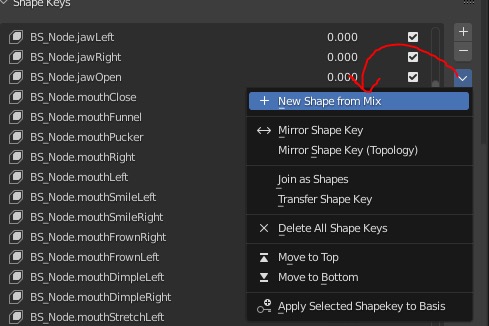 Shape Keys
BS_Node.jawLeft 0.000
BS_Node.jawRight 0.000
BS_Node.jawOpen 0.000
BS_Node.mouthClose
BS_Node.mouthFunnel
BS_Node.mouthPucker
BS_Node.mouthRight
BS_Node.mouthLeft
BS_Node.mouthSmileLeft
BS_Node.mouthSmileRight
BS_Node.mouthFrownRight
BS_Node.mouthFrownLeft
BS_Node.mouthDimpleLeft
BS_Node.mouthDimpleRight
BS_Node.mouthStretchLeft
New Shape from Mix
Mirror Shape Key
Mirror Shape Key (Topology)
Join as Shapes
Transfer Shape Key
Delete All Shape Keys
Move to Top
Move to Bottom
Apply Selected Shapekey to Basis